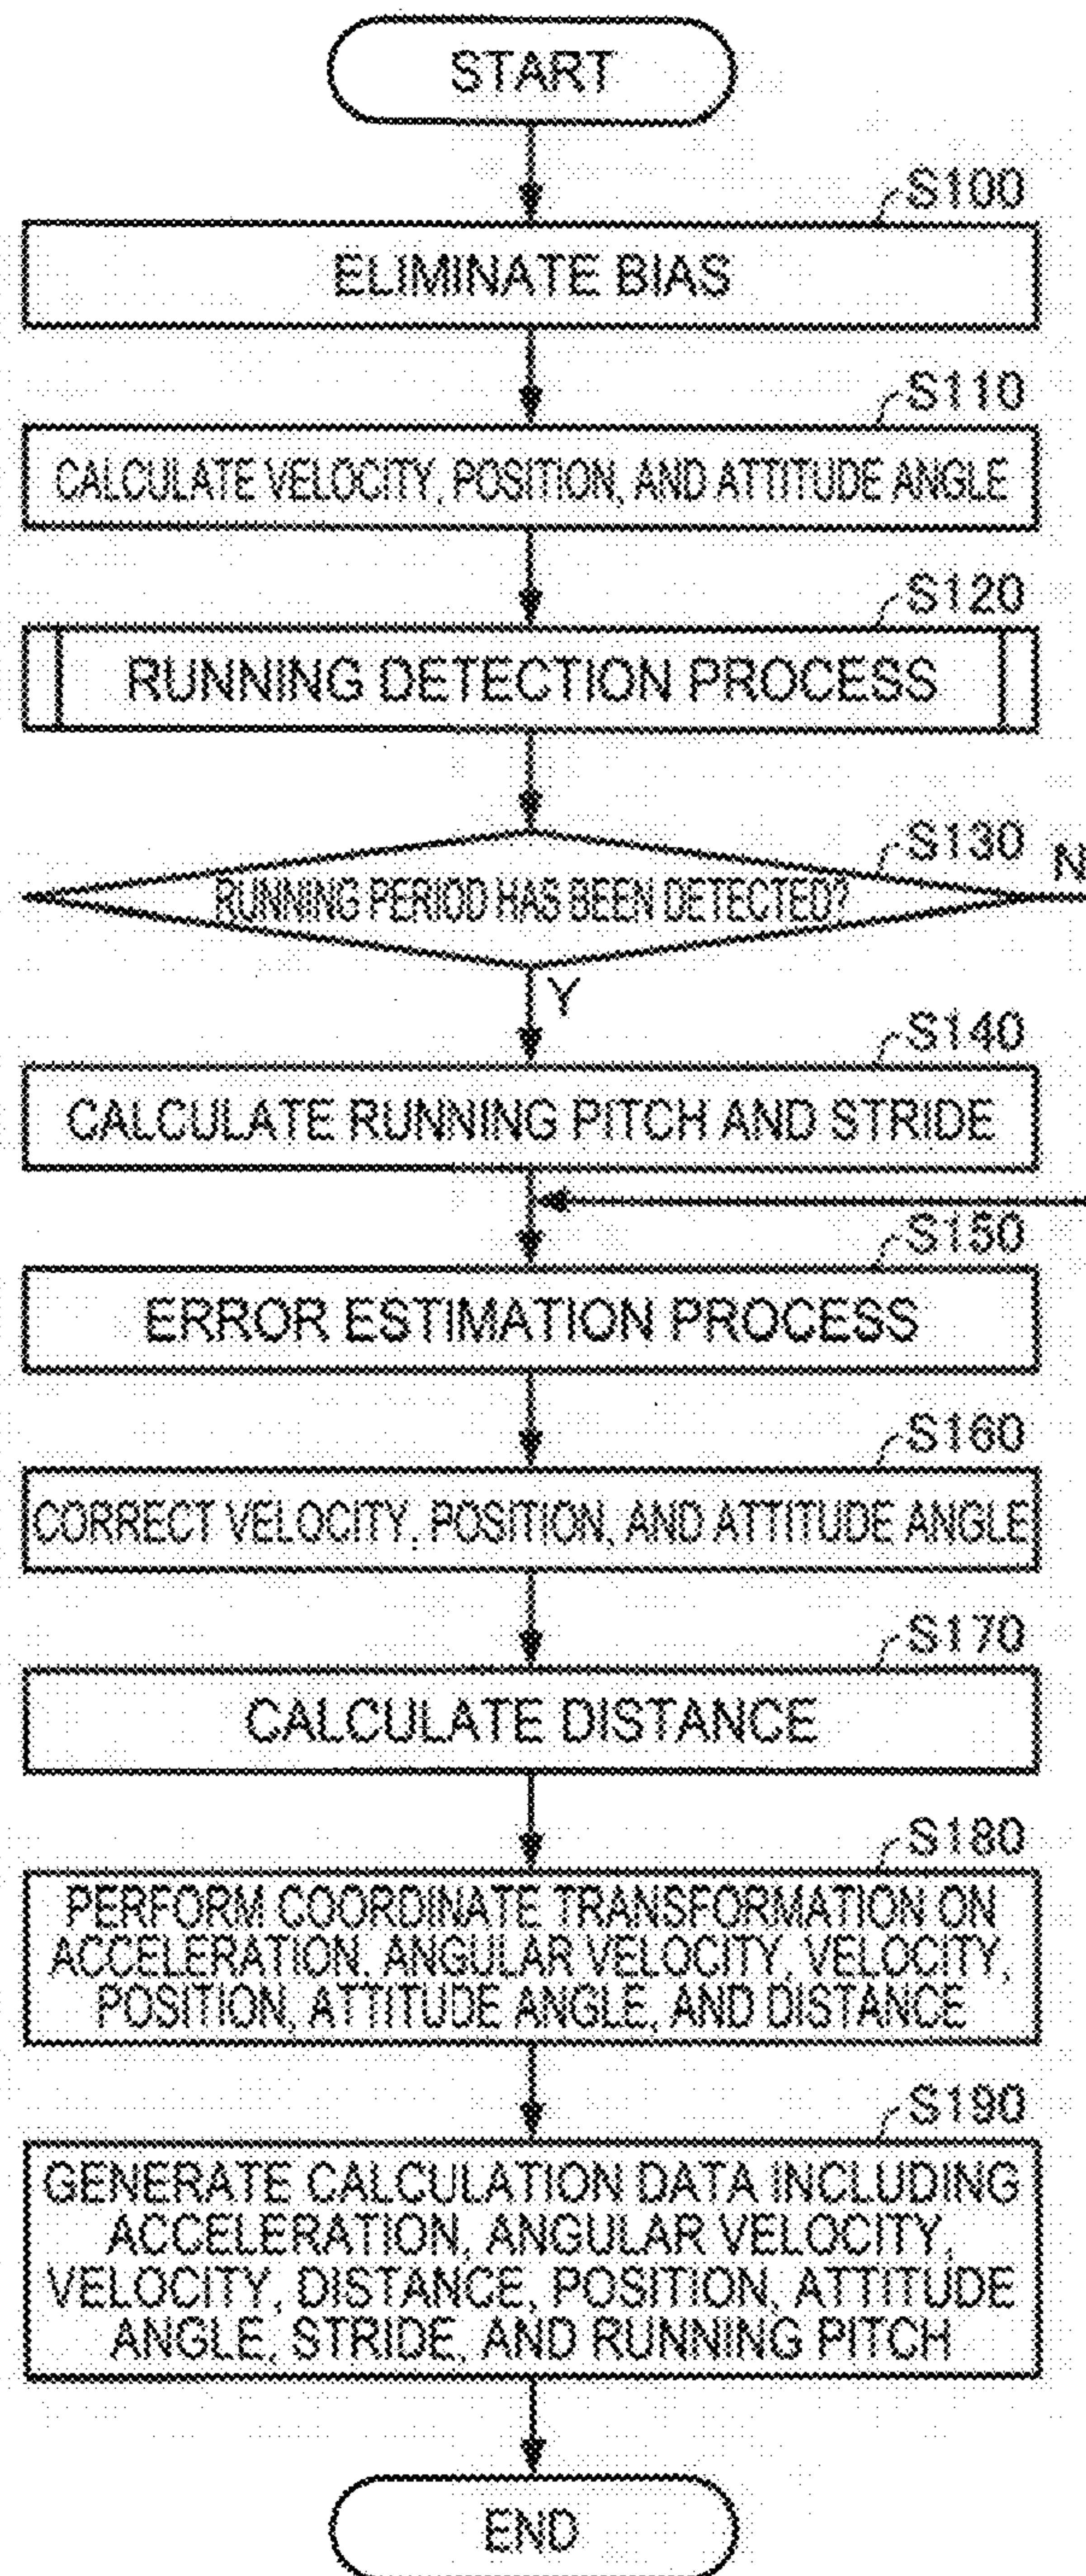 START
S100
ELIMINATE BIAS
S110
CALCULATE VELOCITY, POSITION, AND ATTITUDE ANGLE
S120
RUNNING DETECTION PROCESS
S130
N
RUNNING PERIOD HAS BEEN DETECTED?
Y
S140
CALCULATE RUNNING PITCH AND STRIDE
S150
ERROR ESTIMATION PROCESS
S160
CORRECT VELOCITY, POSITION, AND ATTITUDE ANGLE
S170
CALCULATE DISTANCE
S180
PERFORM COORDINATE TRANSFORMATION ON
ACCELERATION, ANGULAR VELOCITY, VELOCITY,
POSITION, ATTITUDE ANGLE, AND DISTANCE
S190
GENERATE CALCULATION DATA INCLUDING
ACCELERATION, ANGULAR VELOCITY,
VELOCITY, DISTANCE, POSITION, ATTITUDE
ANGLE, STRIDE, AND RUNNING PITCH
END